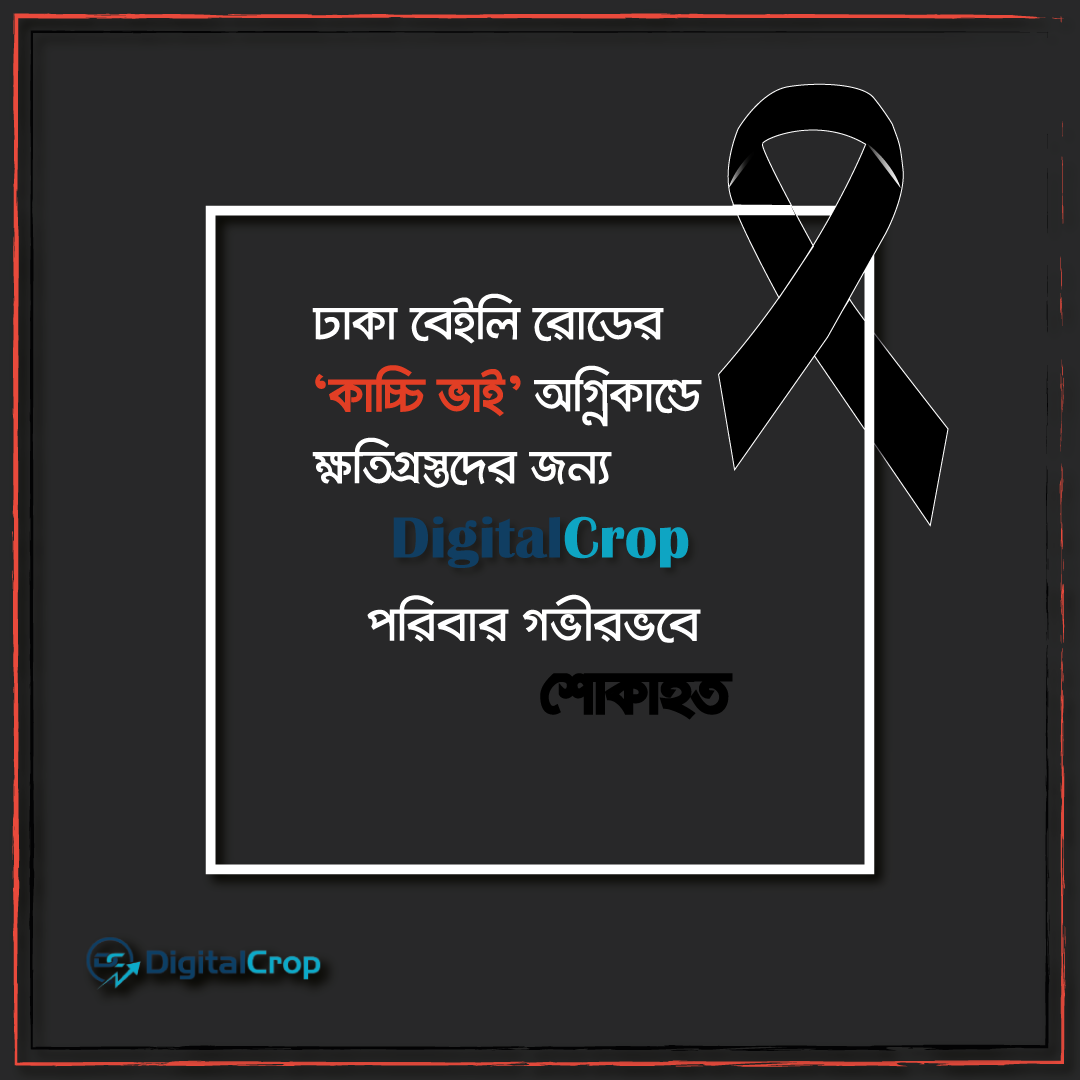 ঢাকা বেইলি রোডের
‘কাচ্চি ভাই’ অগ্নিকান্ডে
ক্ষতিগ্রস্তদের জন্য
DigitalCrop
পরিবার গভীরভবে
শোকাহত
DigitalCrop